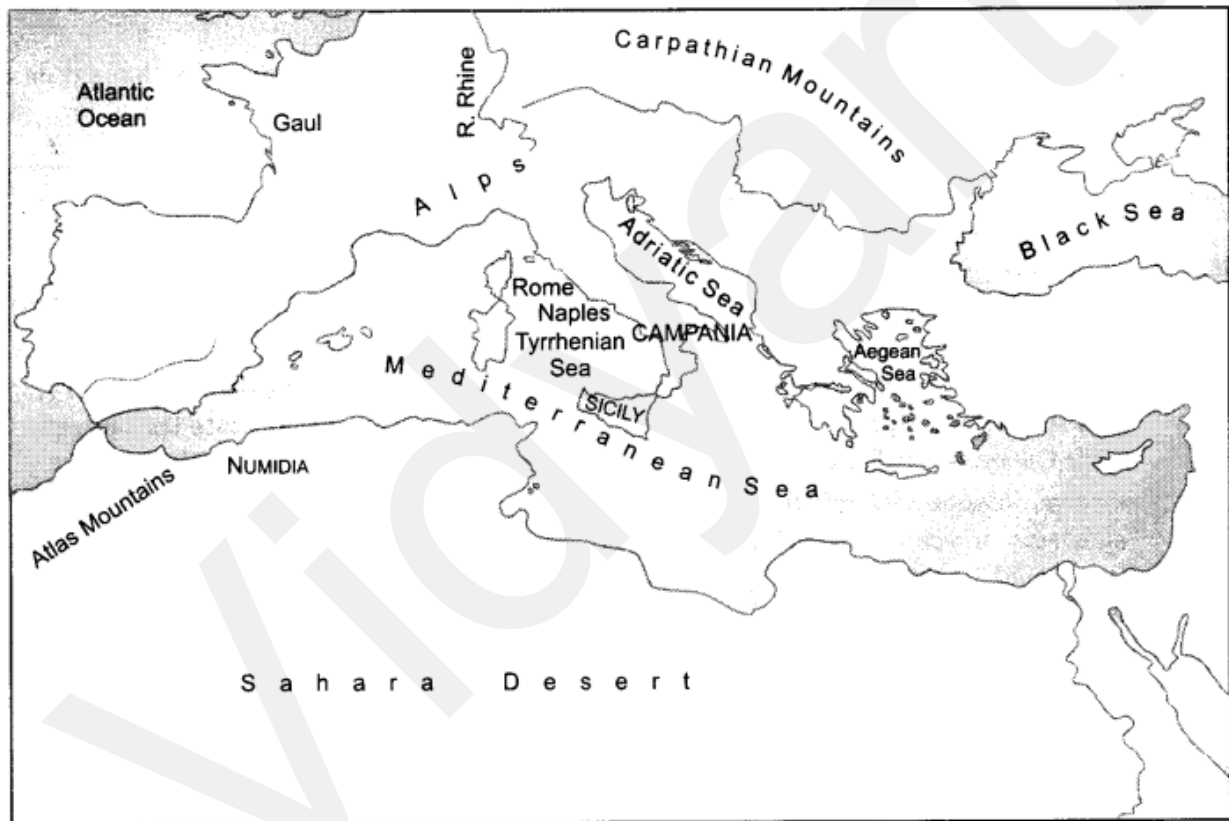 Carpathian Mountains
R. Rhine
Atlantic
Ocean
Gaul
Alps
Adriatic Sea
Black Sea
Rome
Naples
Tyrrhenian
Sea
CAMPANIA
Aegean
Sea
Mediterranean Sea
SICILY
NUMIDIA
Atlas Mountains
Sahara Desert
Vidya